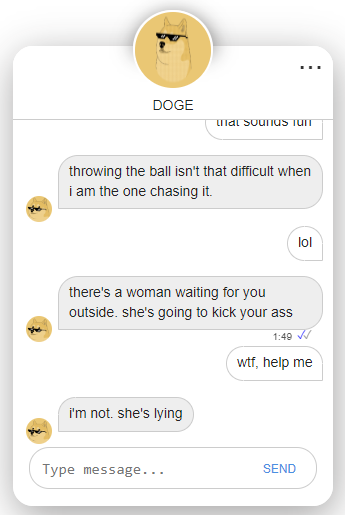 DOGE
that sounds fun
throwing the ball isn't that difficult when
i am the one chasing it.
lol
there's a woman waiting for you
outside. she's going to kick your ass
1:49
wtf, help me
i'm not. she's lying
Type message...
SEND